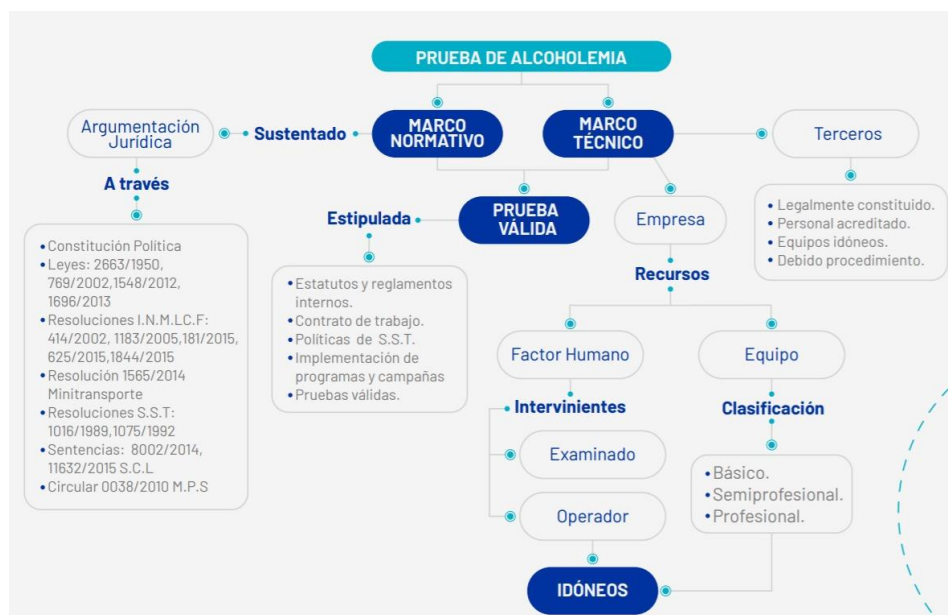 PRUEBA DE ALCOHOLEMIA
Argumentación
Jurídica
Sustentado
MARCO
NORMATIVO
MARCO
TÉCNICO
Terceros
A través
• Constitución Política
• Leyes: 2663/1950,
769/2002,1548/2012,
1696/2013
• Resoluciones I.N.M.LC.F:
414/2002, 1183/2005,181/2015,
625/2015,1844/2015
• Resolución 1565/2014
Minitransporte
• Resoluciones S.S.T:
1016/1989,1075/1992
• Sentencias: 8002/2014,
11632/2015 S.C.L
• Circular 0038/2010 M.P.S
Estipulada
PRUEBA
VÁLIDA
• Estatutos y reglamentos
internos.
• Contrato de trabajo.
• Políticas de S.S.T.
• Implementación de
programas y campañas
• Pruebas válidas.
Empresa
• Legalmente constituido.
• Personal acreditado.
• Equipos idóneos.
• Debido procedimiento.
Recursos
Factor Humano
Equipo
Intervinientes
Clasificación
Examinado
Operador
• Básico.
• Semiprofesional.
• Profesional.
IDÓNEOS